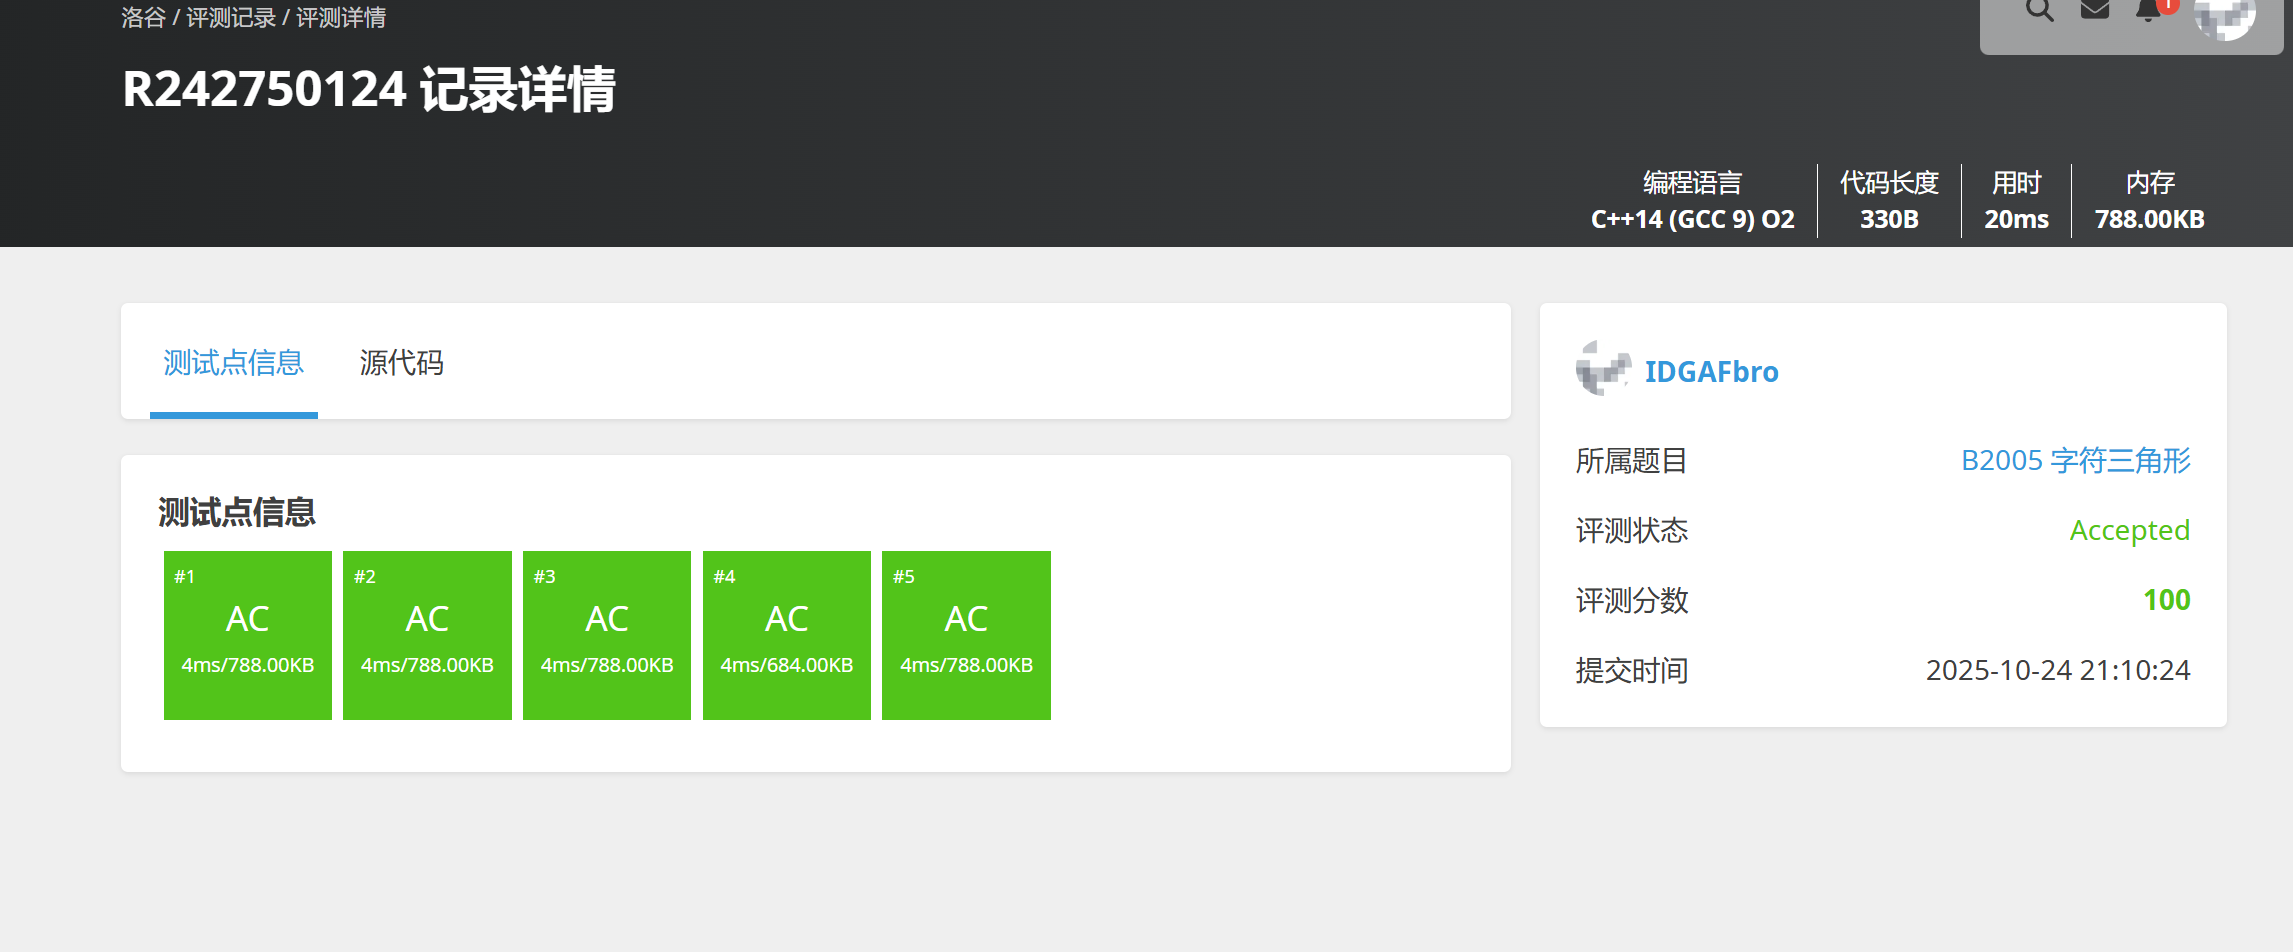 洛谷 / 评测记录 / 评测详情
1
R242750124 记录详情
编程语言
C++14 (GCC 9) O2
代码长度
330B
用时
20ms
内存
788.00KB
测试点信息
源代码
测试点信息
#1
AC
4ms/788.00KB
#2
AC
4ms/788.00KB
#3
AC
4ms/788.00KB
#4
AC
4ms/684.00KB
#5
AC
4ms/788.00KB
IDGAFbro
所属题目 B2005 字符三角形
评测状态 Accepted
评测分数 100
提交时间 2025-10-24 21:10:24